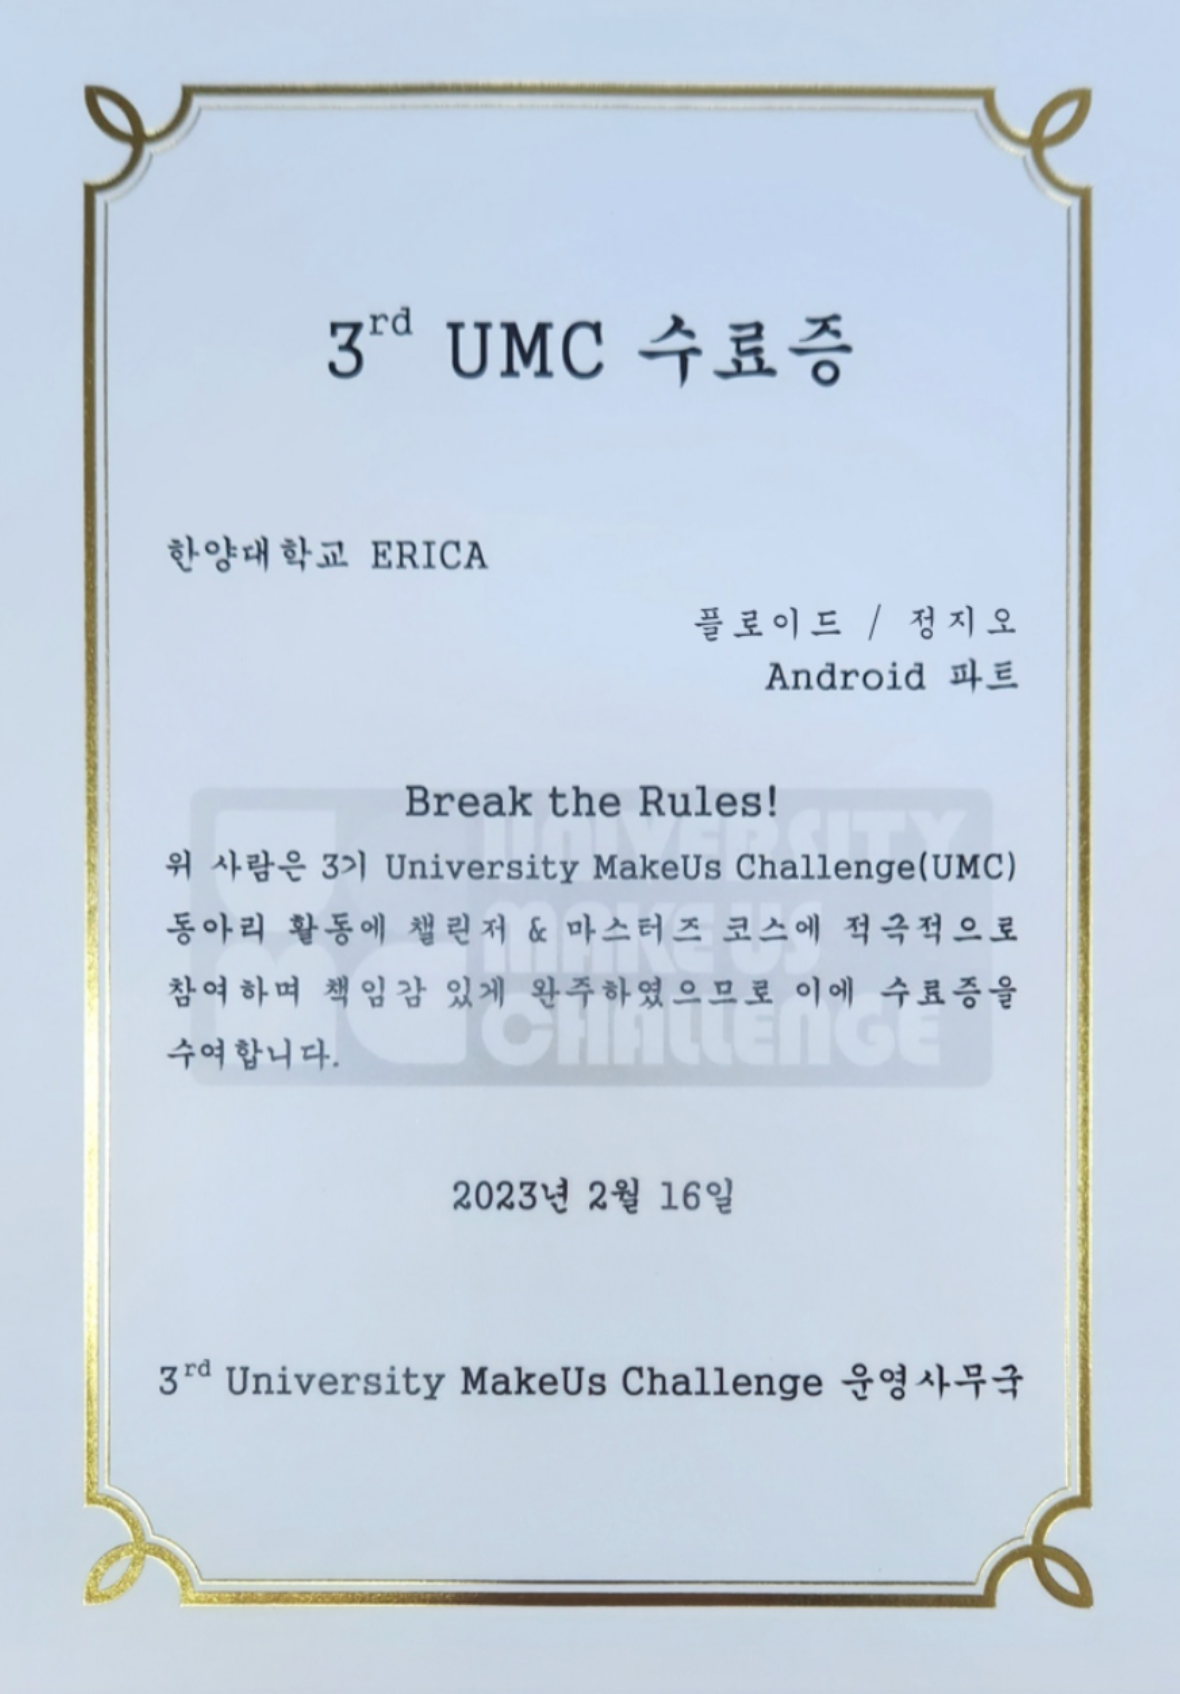 3rd UMC 수료증
한양대학교 ERICA
플로이드 / 정지오
Android 파트
Break the Rules!
위 사람은 3기 University MakeUs Challenge(UMC)
동아리 활동에 챌린저 & 마스터즈 코스에 적극적으로
참여하며 책임감 있게 완주하였으므로 이에 수료증을
수여합니다.
UMC
UNIVERSITY
MAKE US
CHALLENGE
2023년 2월 16일
3rd University MakeUs Challenge 운영사무국